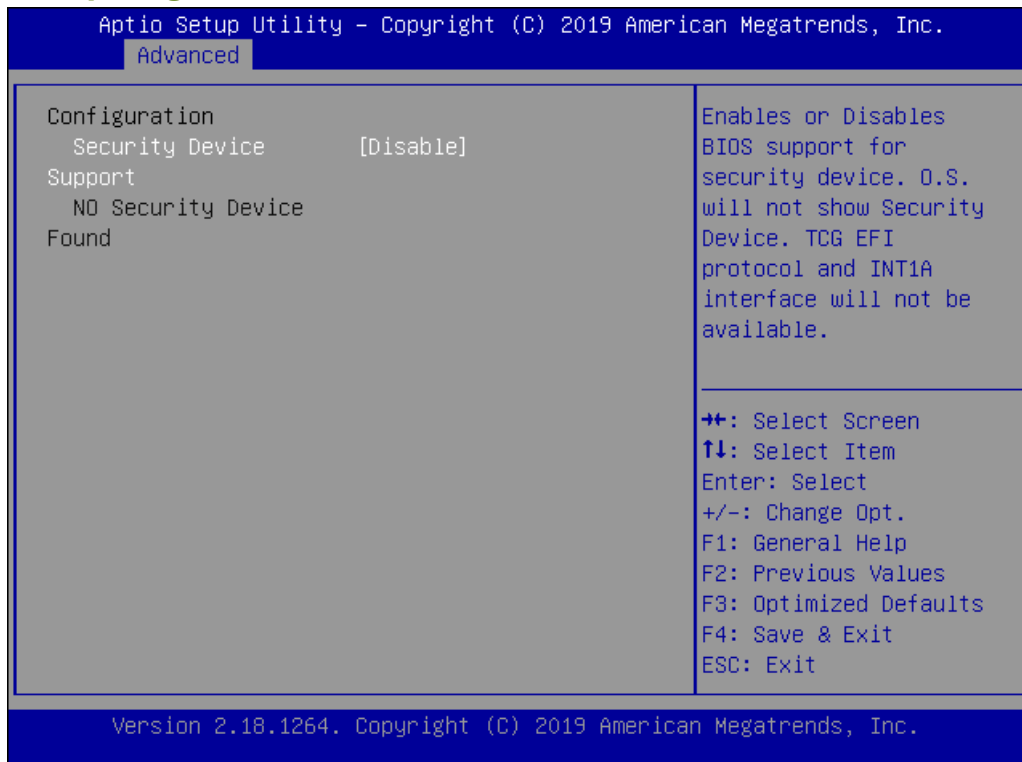 Aptio Setup Utility – Copyright (C) 2019 American Megatrends, Inc.
Advanced
Configuration
Security Device [Disable]
Support
NO Security Device
Found
Enables or Disables
BIOS support for
security device. O.S.
will not show Security
Device. TCG EFI
protocol and INT1A
interface will not be
available.
→←: Select Screen
↑↓: Select Item
Enter: Select
+/-: Change Opt.
F1: General Help
F2: Previous Values
F3: Optimized Defaults
F4: Save & Exit
ESC: Exit
Version 2.18.1264. Copyright (C) 2019 American Megatrends, Inc.